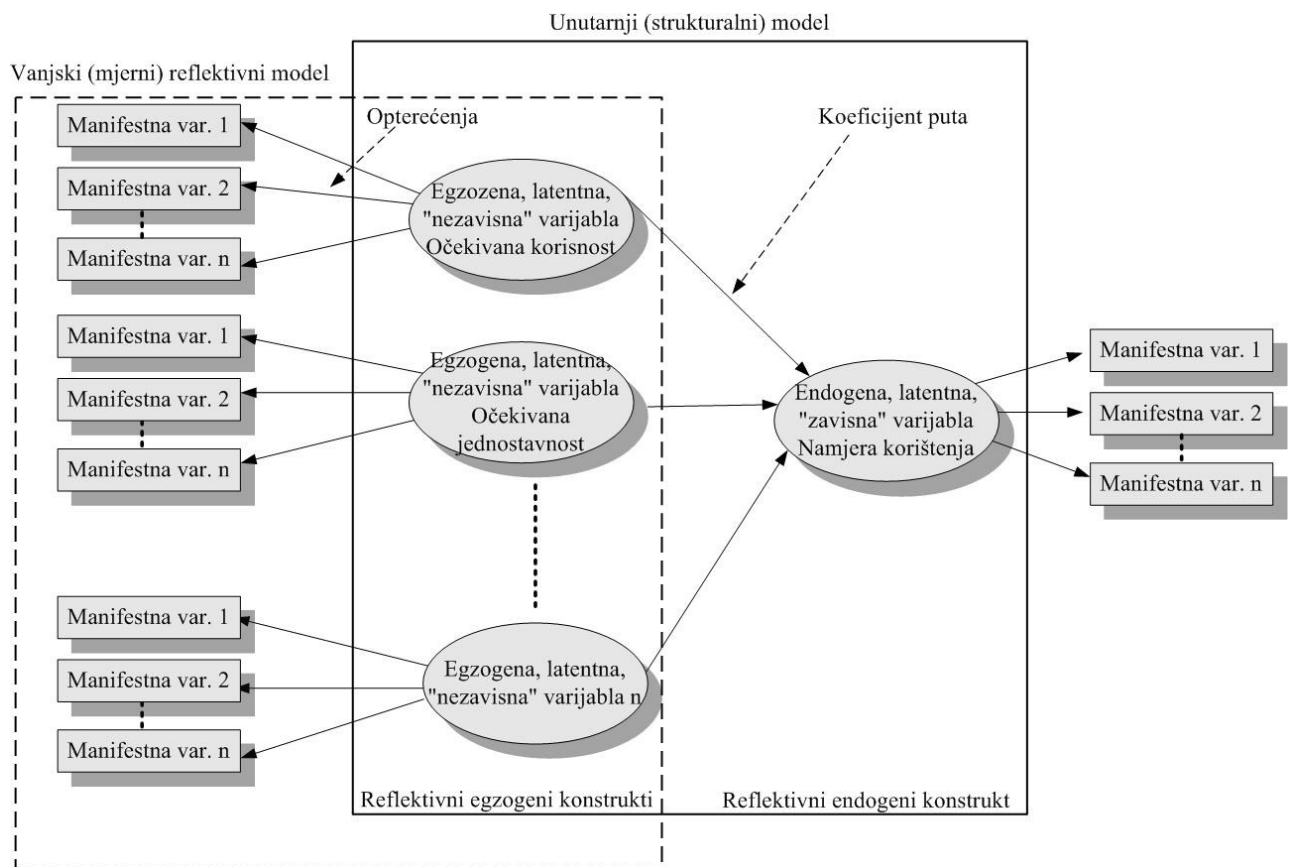 Unutarnji (strukturalni) model
Vanjski (mjerni) reflektivni model
Opterećenja
Koeficijent puta
Manifestna var. 1
Manifestna var. 2
Manifestna var. n
Egzozena, latentna,
"nezavisna" varijabla
Očekivana korisnost
Manifestna var. 1
Manifestna var. 2
Manifestna var. n
Egzogena, latentna,
"nezavisna" varijabla
Očekivana
jednostavnost
Endogena, latentna,
"zavisna" varijabla
Namjera korištenja
Manifestna var. 1
Manifestna var. 2
Manifestna var. n
Manifestna var. 1
Manifestna var. 2
Manifestna var. n
Egzogena, latentna,
"nezavisna" varijabla n
Reflektivni egzogeni konstrukti
Reflektivni endogeni konstrukt